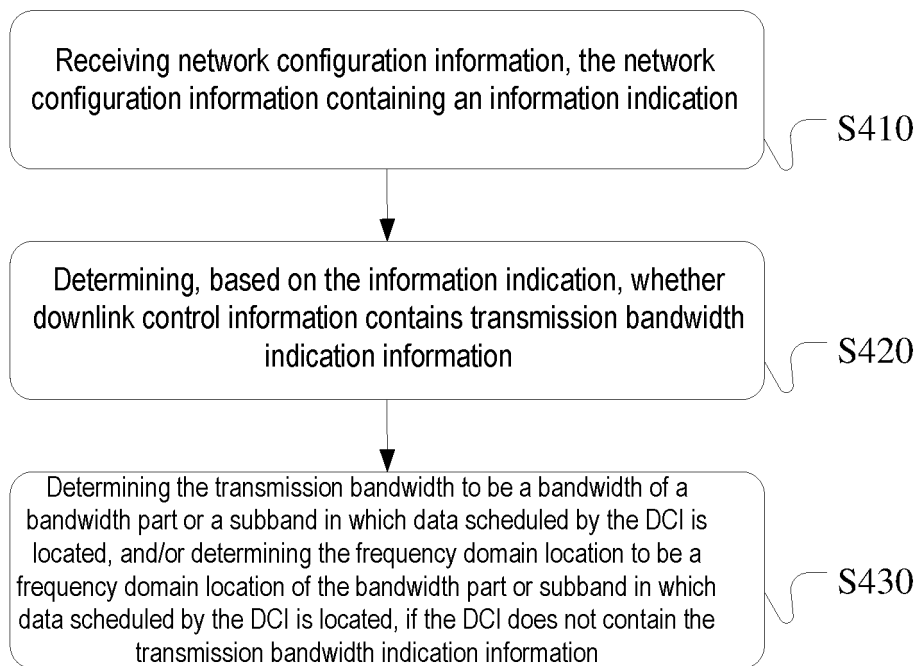 Receiving network configuration information, the network
configuration information containing an information indication
S410
Determining, based on the information indication, whether
downlink control information contains transmission bandwidth
indication information
S420
Determining the transmission bandwidth to be a bandwidth of a
bandwidth part or a subband in which data scheduled by the DCI is
located, and/or determining the frequency domain location to be a
frequency domain location of the bandwidth part or subband in which
data scheduled by the DCI is located, if the DCI does not contain the
transmission bandwidth indication information
S430